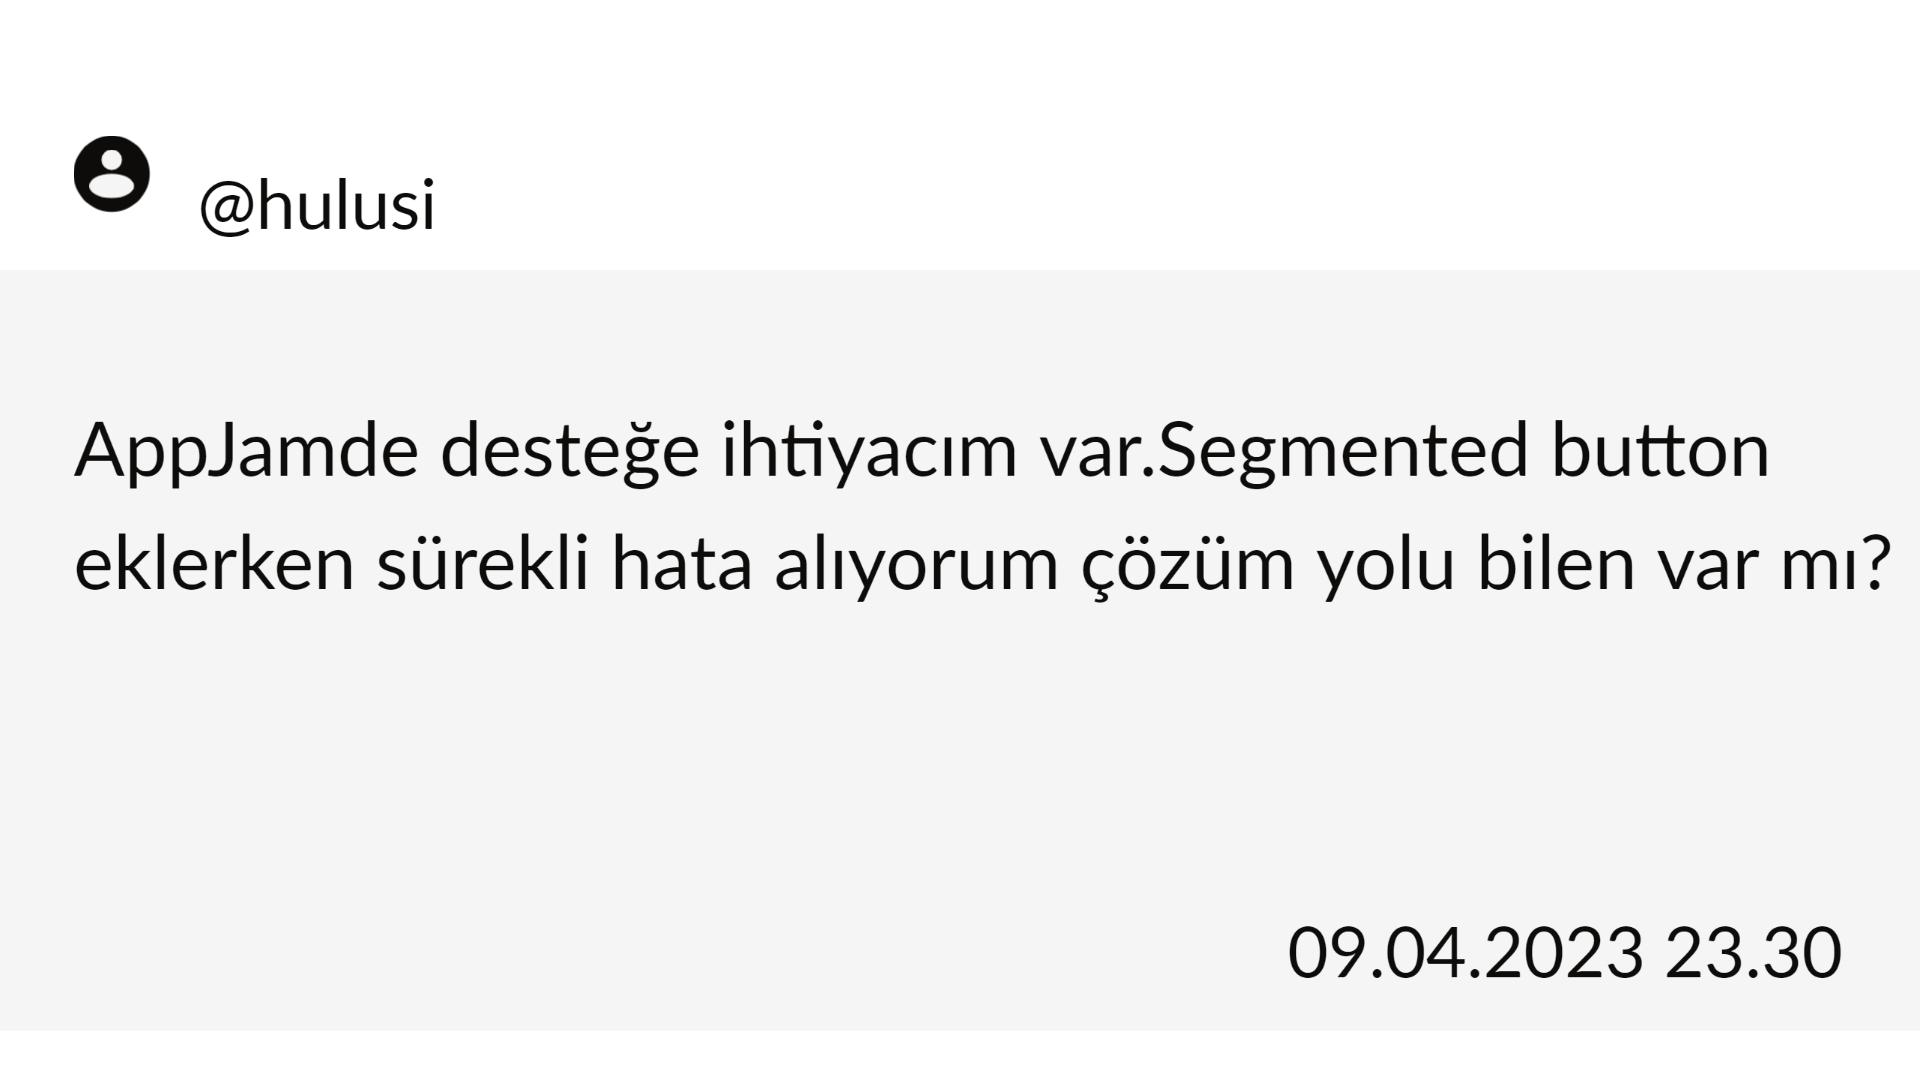 @hulusi
AppJamde desteğe ihtiyacım var.Segmented button
eklerken sürekli hata alıyorum çözüm yolu bilen var mı?
09.04.2023 23.30